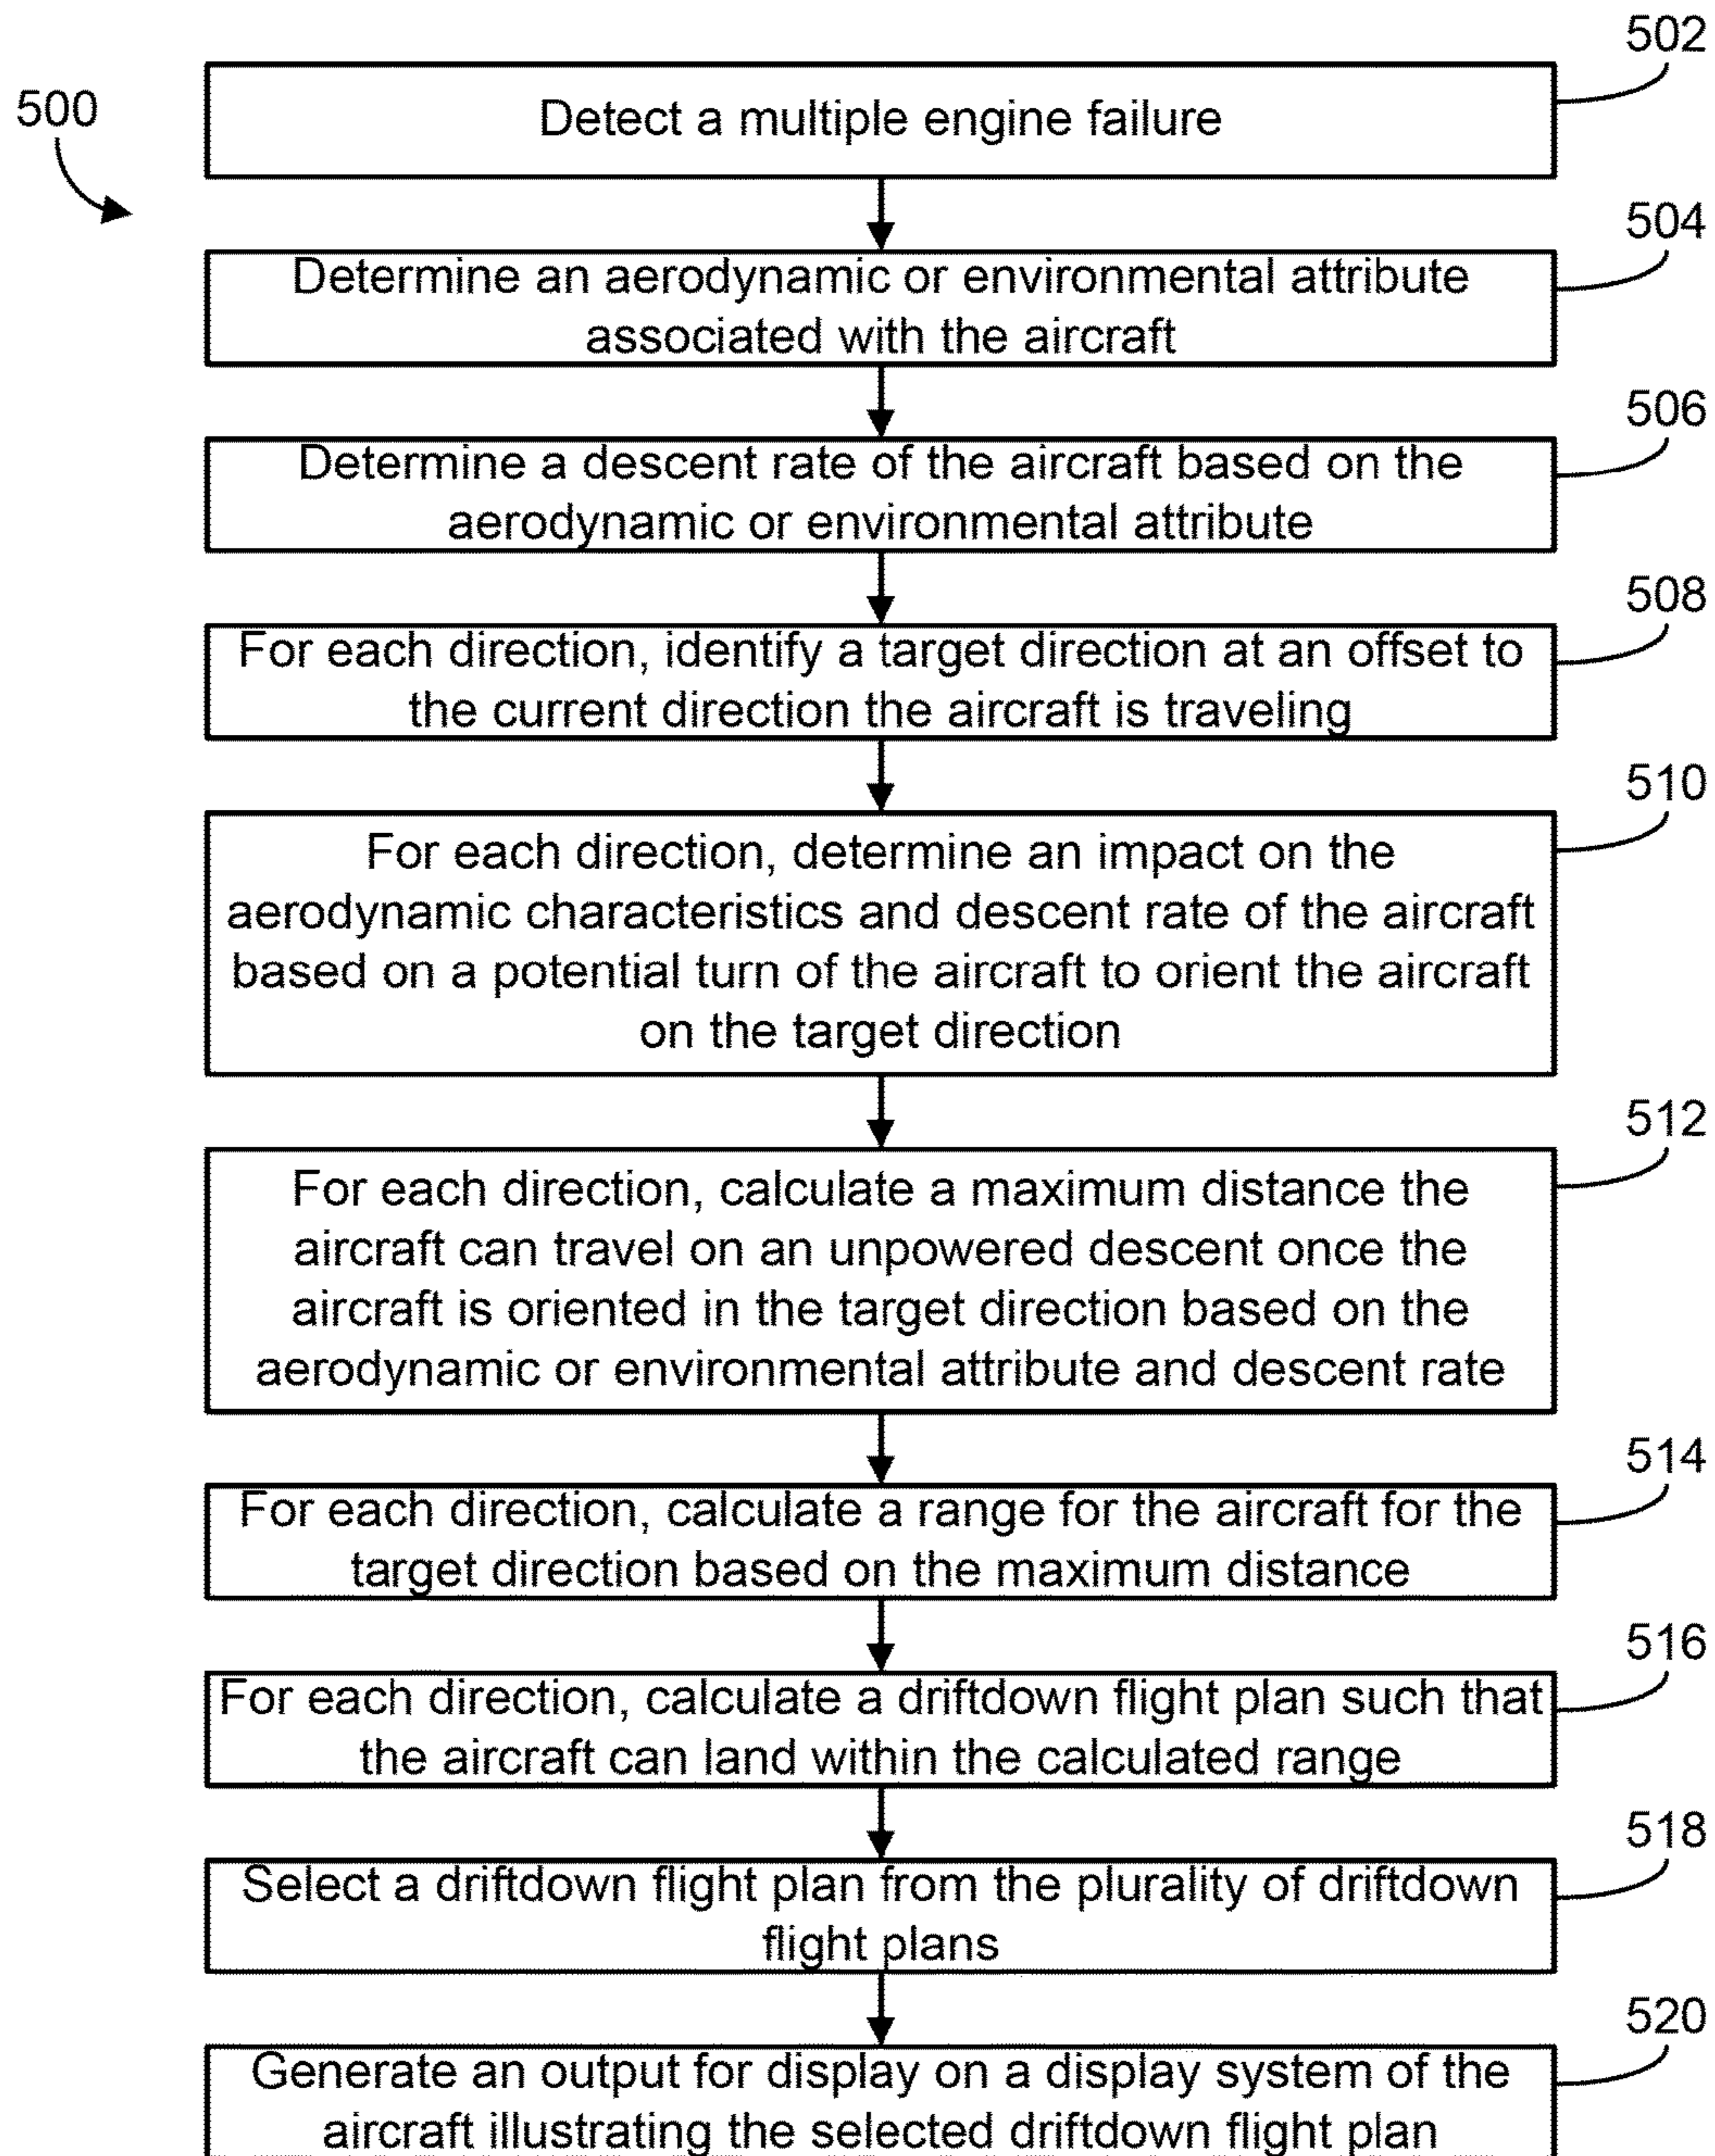 502
500
Detect a multiple engine failure
504
Determine an aerodynamic or environmental attribute
associated with the aircraft
506
Determine a descent rate of the aircraft based on the
aerodynamic or environmental attribute
508
For each direction, identify a target direction at an offset to
the current direction the aircraft is traveling
510
For each direction, determine an impact on the
aerodynamic characteristics and descent rate of the aircraft
based on a potential turn of the aircraft to orient the aircraft
on the target direction
512
For each direction, calculate a maximum distance the
aircraft can travel on an unpowered descent once the
aircraft is oriented in the target direction based on the
aerodynamic or environmental attribute and descent rate
514
For each direction, calculate a range for the aircraft for the
target direction based on the maximum distance
516
For each direction, calculate a driftdown flight plan such that
the aircraft can land within the calculated range
518
Select a driftdown flight plan from the plurality of driftdown
flight plans
520
Generate an output for display on a display system of the
aircraft illustrating the selected driftdown flight plan